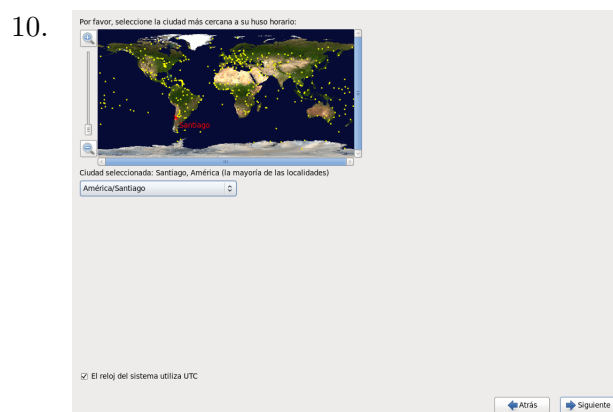 10.
Por favor, seleccione la ciudad más cercana a su huso horario:
Santiago
Ciudad seleccionada: Santiago, América (la mayoría de las localidades)
América/Santiago
El reloj del sistema utiliza UTC
Atrás Siguiente